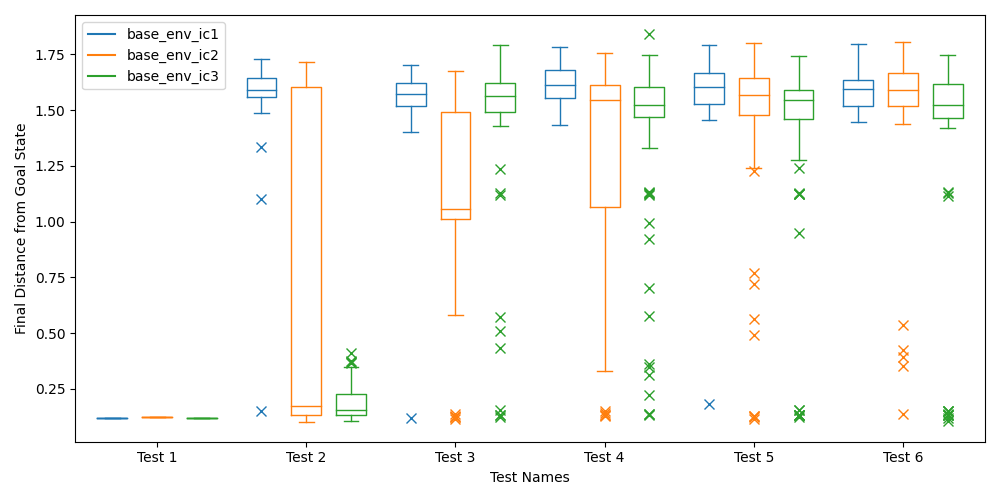 base_env_ic1
base_env_ic2
base_env_ic3
Final Distance from Goal State
1.75
1.50
1.25
1.00
0.75
0.50
0.25
Test 1 Test 2 Test 3 Test 4 Test 5 Test 6
Test Names